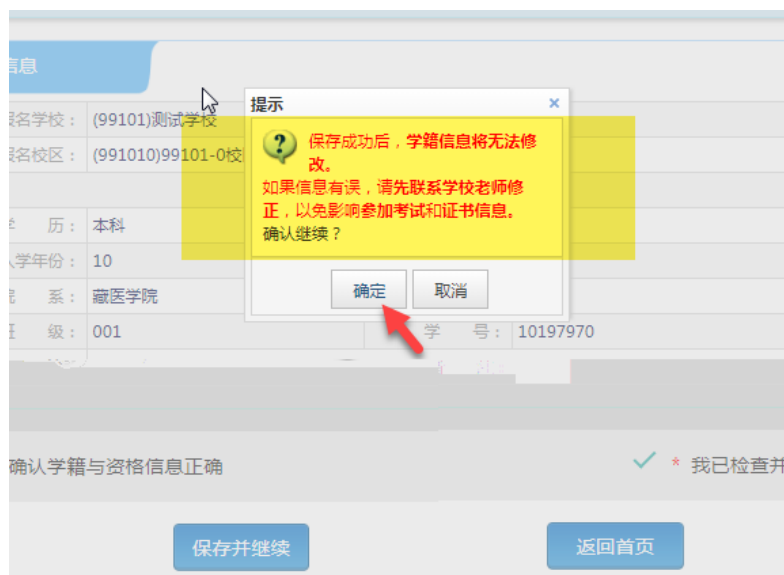 信息
提示
×
报名学校： (99101)测试学校
报名校区： (991010)99101-0校
?
保存成功后，学籍信息将无法修
改。
如果信息有误，请先联系学校老师修
正，以免影响参加考试和证书信息。
确认继续？
历： 本科
入学年份： 10
系： 藏医学院
确定 取消
级： 001 学 号： 10197970
确认学籍与资格信息正确
* 我已检查并
保存并继续 返回首页